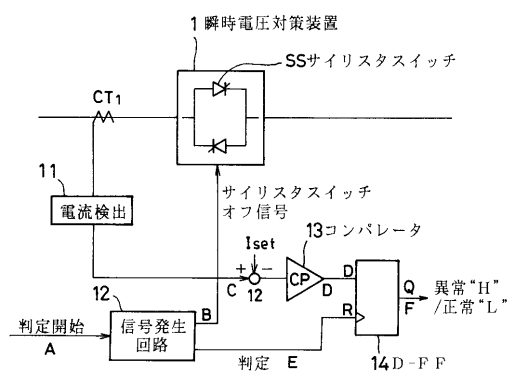 1 瞬時電圧対策装置
SSサイリスタスイッチ
CT1
11
電流検出
サイリスタスイッチ
オフ信号
Iset
13コンパレータ
+
-
C
12
CP
D
D
Q
異常“H”
/正常“L”
F
R
12
信号発生
回路
B
判定開始
A
判定 E
14 D-FF